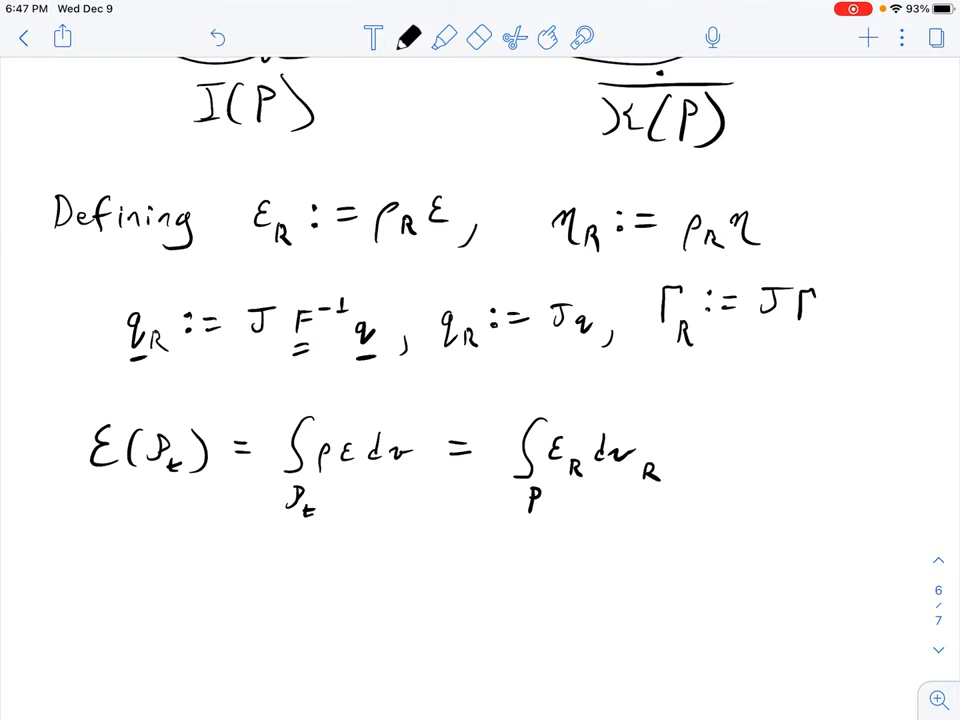 6:47 PM Wed Dec 9 93%
I(P) ℋ(P)
Defining ε_R := ρ_R ε, η_R := ρ_R η
q_R := J F⁻¹ q, q_R := J q, Γ_R := J Γ
ℰ(𝒫_t) = ∫_{𝒫_t} ρ ε dv = ∫_P ε_R dv_R
6
/
7